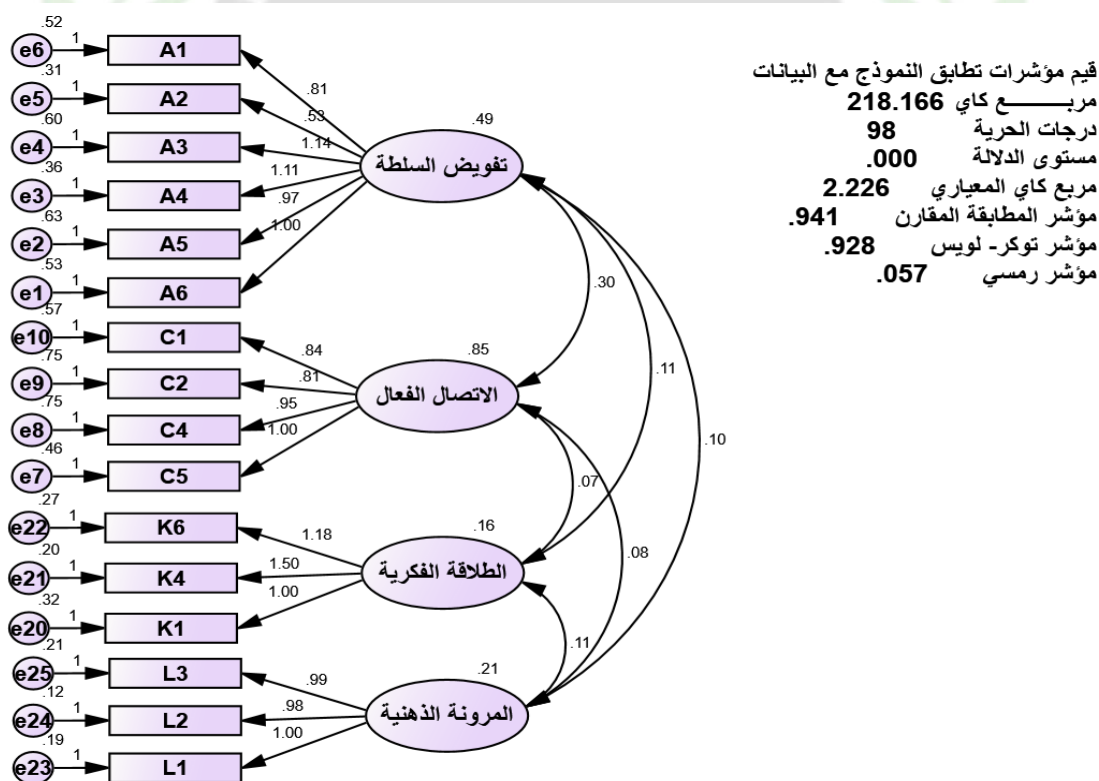 قيم مؤشرات تطابق النموذج مع البيانات
مربـــــــع كاي 218.166
درجات الحرية 98
مستوى الدلالة .000
مربع كاي المعياري 2.226
مؤشر المطابقة المقارن .941
مؤشر توكر- لويس .928
مؤشر رمسي .057
.52
e6 1 A1
.31
e5 1 A2
.60
e4 1 A3
.36
e3 1 A4
.63
e2 1 A5
.53
e1 1 A6
.81
.53
1.14
1.11
.97
1.00
.49
تفويض السلطة
.57
e10 1 C1
.75
e9 1 C2
.75
e8 1 C4
.46
e7 1 C5
.84
.81
.95
1.00
.85
الاتصال الفعال
.27
e22 1 K6
.20
e21 1 K4
.32
e20 1 K1
1.18
1.50
1.00
.16
الطلاقة الفكرية
.21
e25 1 L3
.12
e24 1 L2
.19
e23 1 L1
.99
.98
1.00
.21
المرونة الذهنية
.30
.11
.10
.07
.08
.11